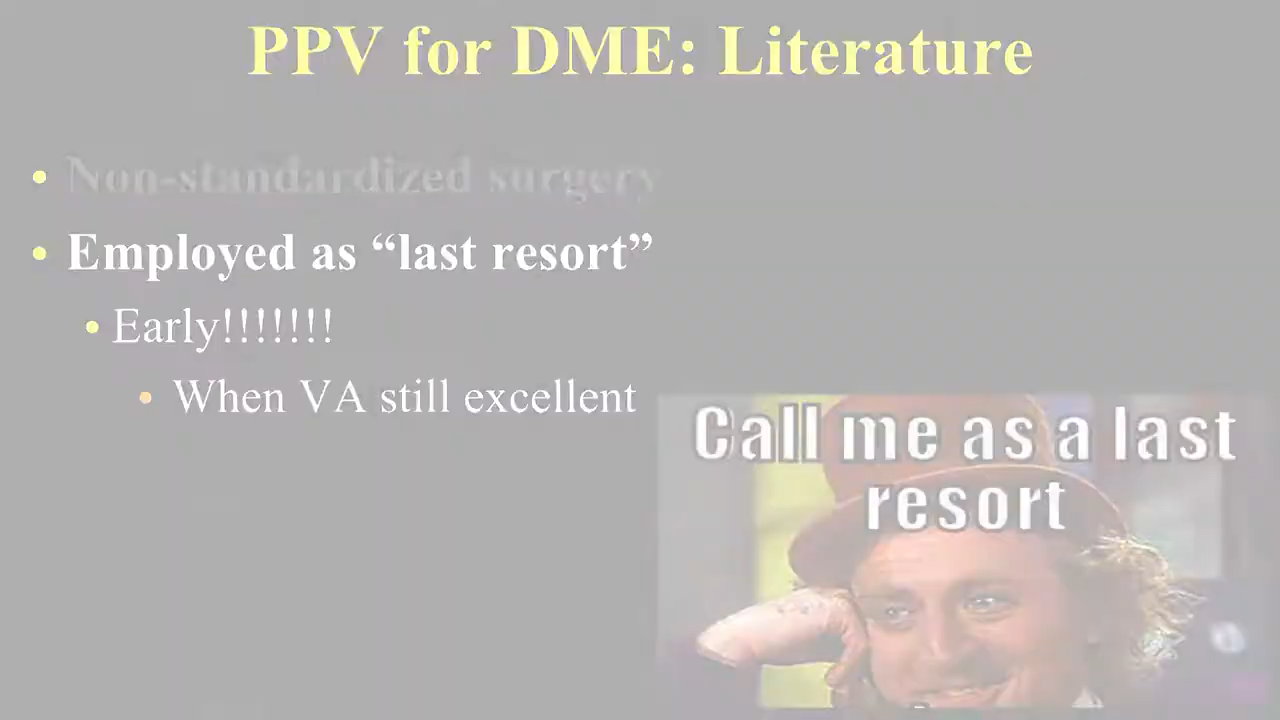 PPV for DME: Literature
• Non-standardized surgery
• Employed as “last resort”
• Early!!!!!!!
• When VA still excellent
Call me as a last
resort